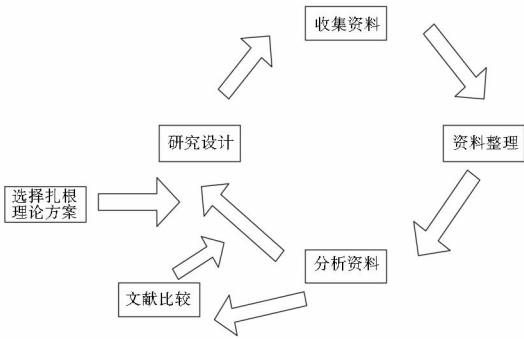 收集资料
研究设计
资料整理
选择扎根
理论方案
分析资料
文献比较